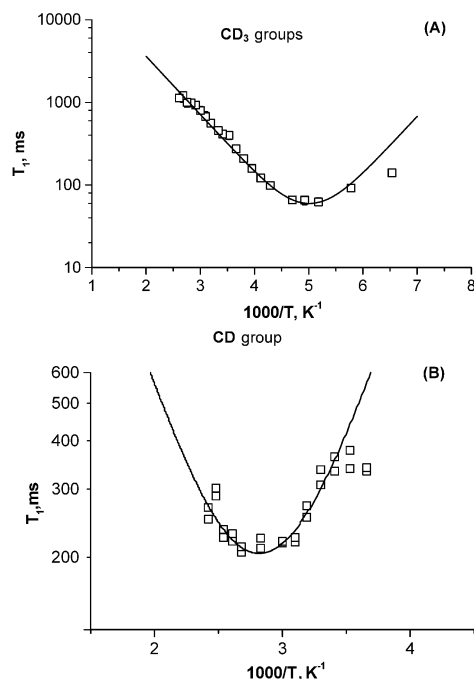 (A)
CD₃ groups
10000
1000
100
10
T₁, ms
1 2 3 4 5 6 7 8
1000/T, K⁻¹
CD group
(B)
600
500
400
300
200
T₁,ms
2 3 4
1000/T, K⁻¹